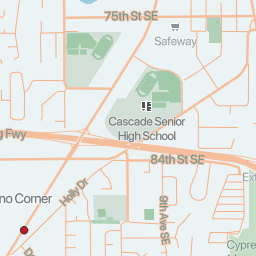 75th St SE
Safeway
Cascade Senior
High School
Fwy
84th St SE
no Corner
Holly Dr
9th Ave SE
Cypre